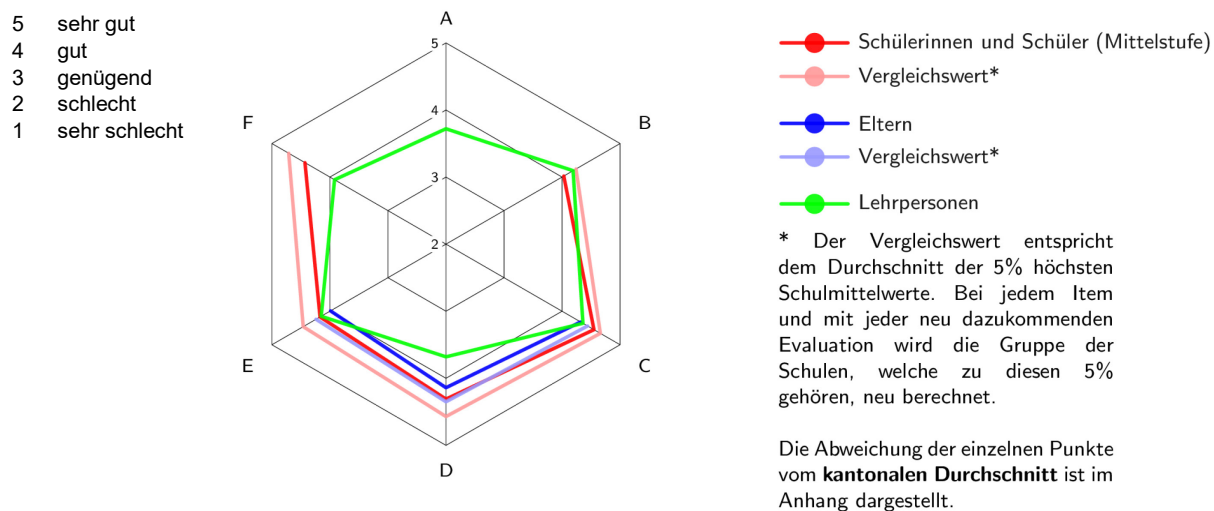 5 sehr gut
4 gut
3 genügend
2 schlecht
1 sehr schlecht
A
5
4
3
2
F
B
E
C
D
Schülerinnen und Schüler (Mittelstufe)
Vergleichswert*
Eltern
Vergleichswert*
Lehrpersonen
* Der Vergleichswert entspricht
dem Durchschnitt der 5% höchsten
Schulmittelwerte. Bei jedem Item
und mit jeder neu dazukommenden
Evaluation wird die Gruppe der
Schulen, welche zu diesen 5%
gehören, neu berechnet.
Die Abweichung der einzelnen Punkte
vom kantonalen Durchschnitt ist im
Anhang dargestellt.